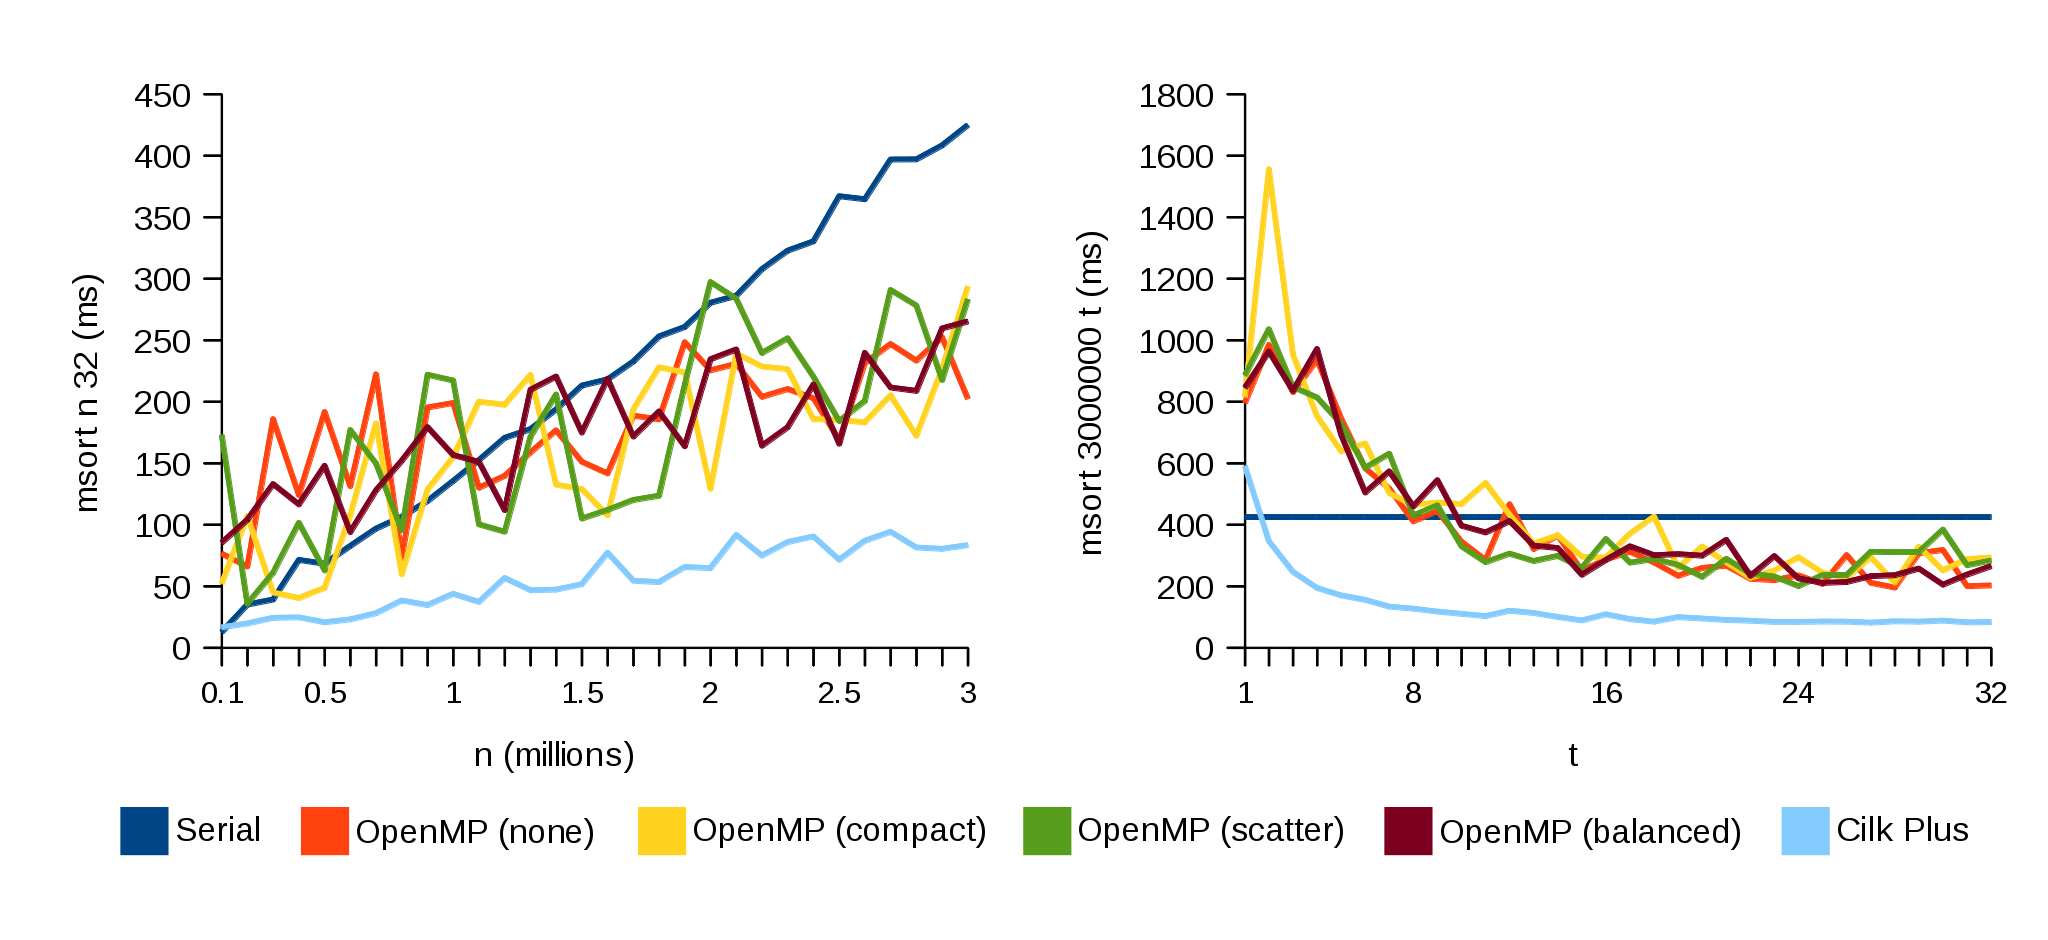 450
400
350
300
250
200
150
100
50
0
msort n 32 (ms)
0.1 0.5 1 1.5 2 2.5 3
n (millions)
1800
1600
1400
1200
1000
800
600
400
200
0
msort 3000000 t (ms)
1 8 16 24 32
t
Serial OpenMP (none) OpenMP (compact) OpenMP (scatter) OpenMP (balanced) Cilk Plus